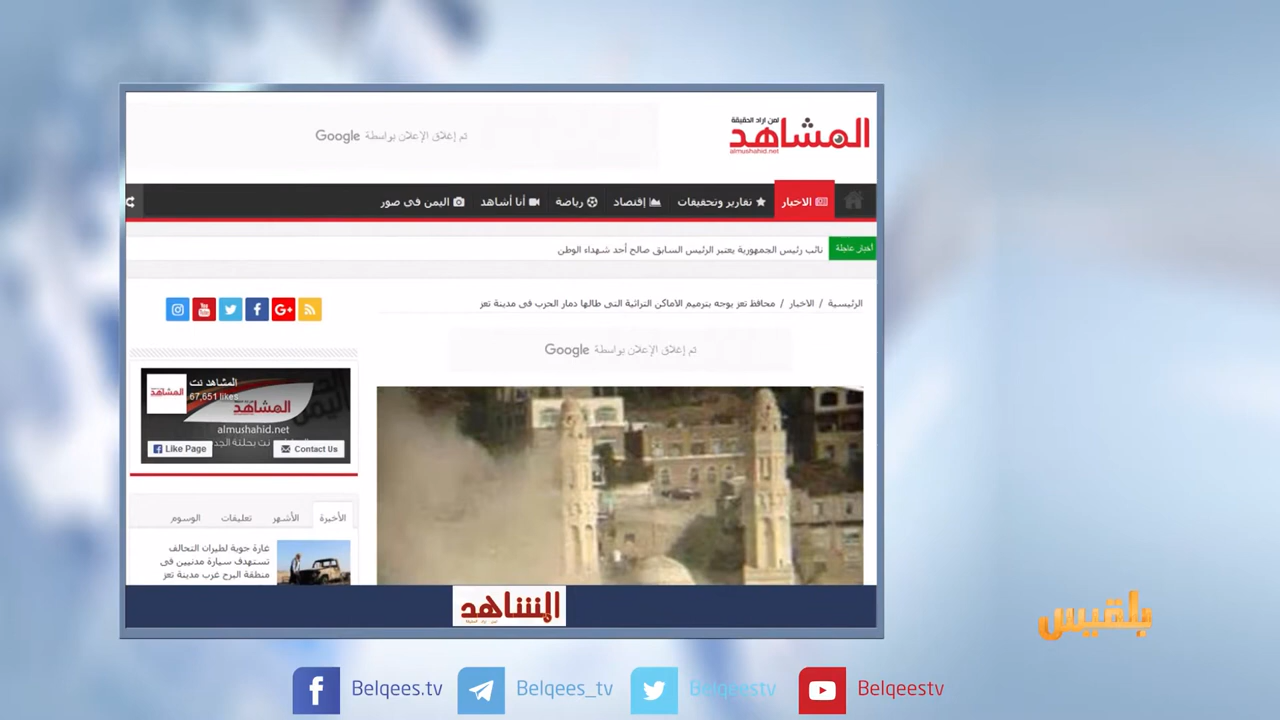 تم إغلاق الإعلان بواسطة Google
لمن اراد الحقيقة
المشاهد
almushahid.net
الاخبار
تقارير وتحقيقات
إقتصاد
رياضة
أنا أشاهد
اليمن في صور
أخبار عاجلة
نائب رئيس الجمهورية يعتبر الرئيس السابق صالح أحد شهداء الوطن
الرئيسية / الاخبار / محافظ تعز يوجه بترميم الاماكن التراثية التي طالها دمار الحرب في مدينة تعز
تم إغلاق الإعلان بواسطة Google
المشاهد
المشاهد نت
67,651 likes
المشاهد
almushahid.net
Like Page
Contact Us
الأخيرة
الأشهر
تعليقات
الوسوم
غارة جوية لطيران التحالف
تستهدف سيارة مدنيين في
منطقة البرح غرب مدينة تعز
المشاهد
بلقيس
Belqees.tv
Belqees_tv
Belqeestv
Belqeestv